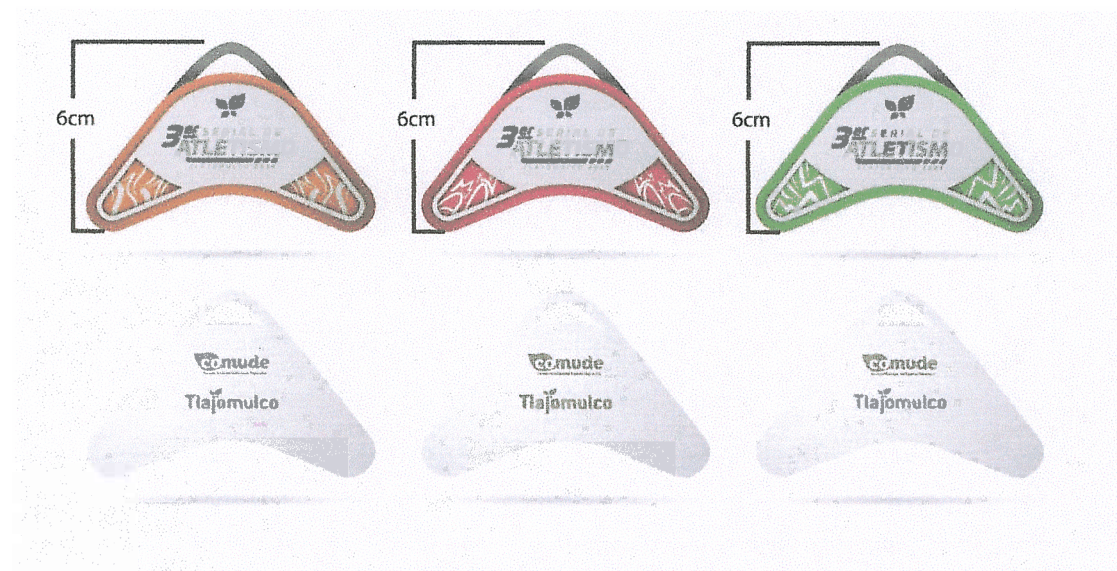 6cm
3er SERIAL DE
ATLETISMO
6cm
3er SERIAL DE
ATLETISM
6cm
3er SERIAL DE
ATLETISM
comude
Tlajomulco
comude
Tlajomulco
comude
Tlajomulco